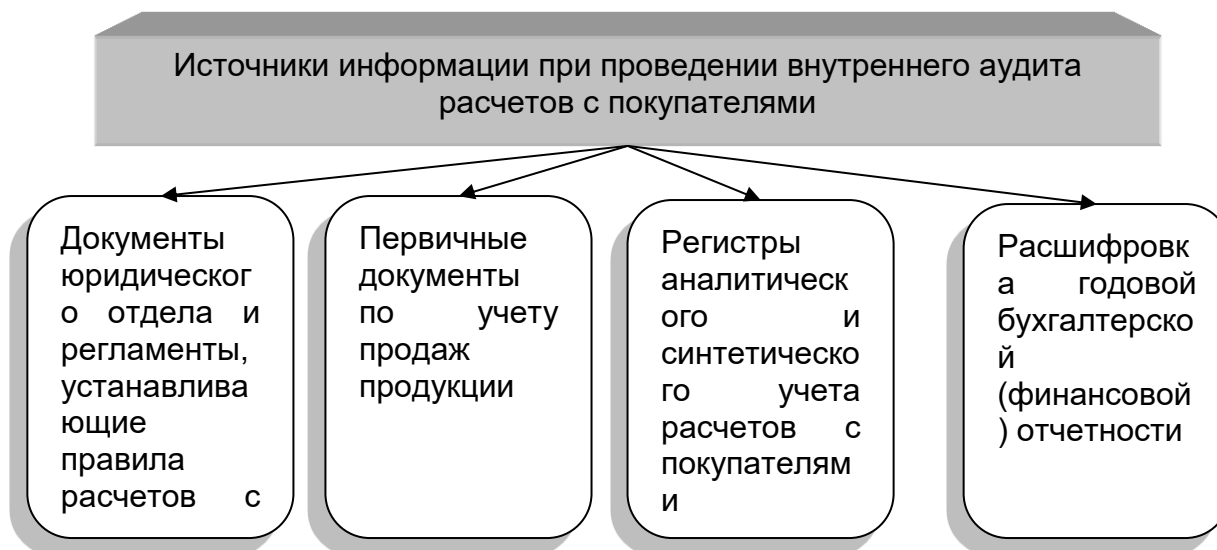 Источники информации при проведении внутреннего аудита
расчетов с покупателями
Документы
юридическог
о отдела и
регламенты,
устанавлива
ющие
правила
расчетов с
Первичные
документы
по учету
продаж
продукции
Регистры
аналитическ
ого и
синтетическо
го учета
расчетов с
покупателям
и
Расшифровк
а годовой
бухгалтерско
й
(финансовой
) отчетности